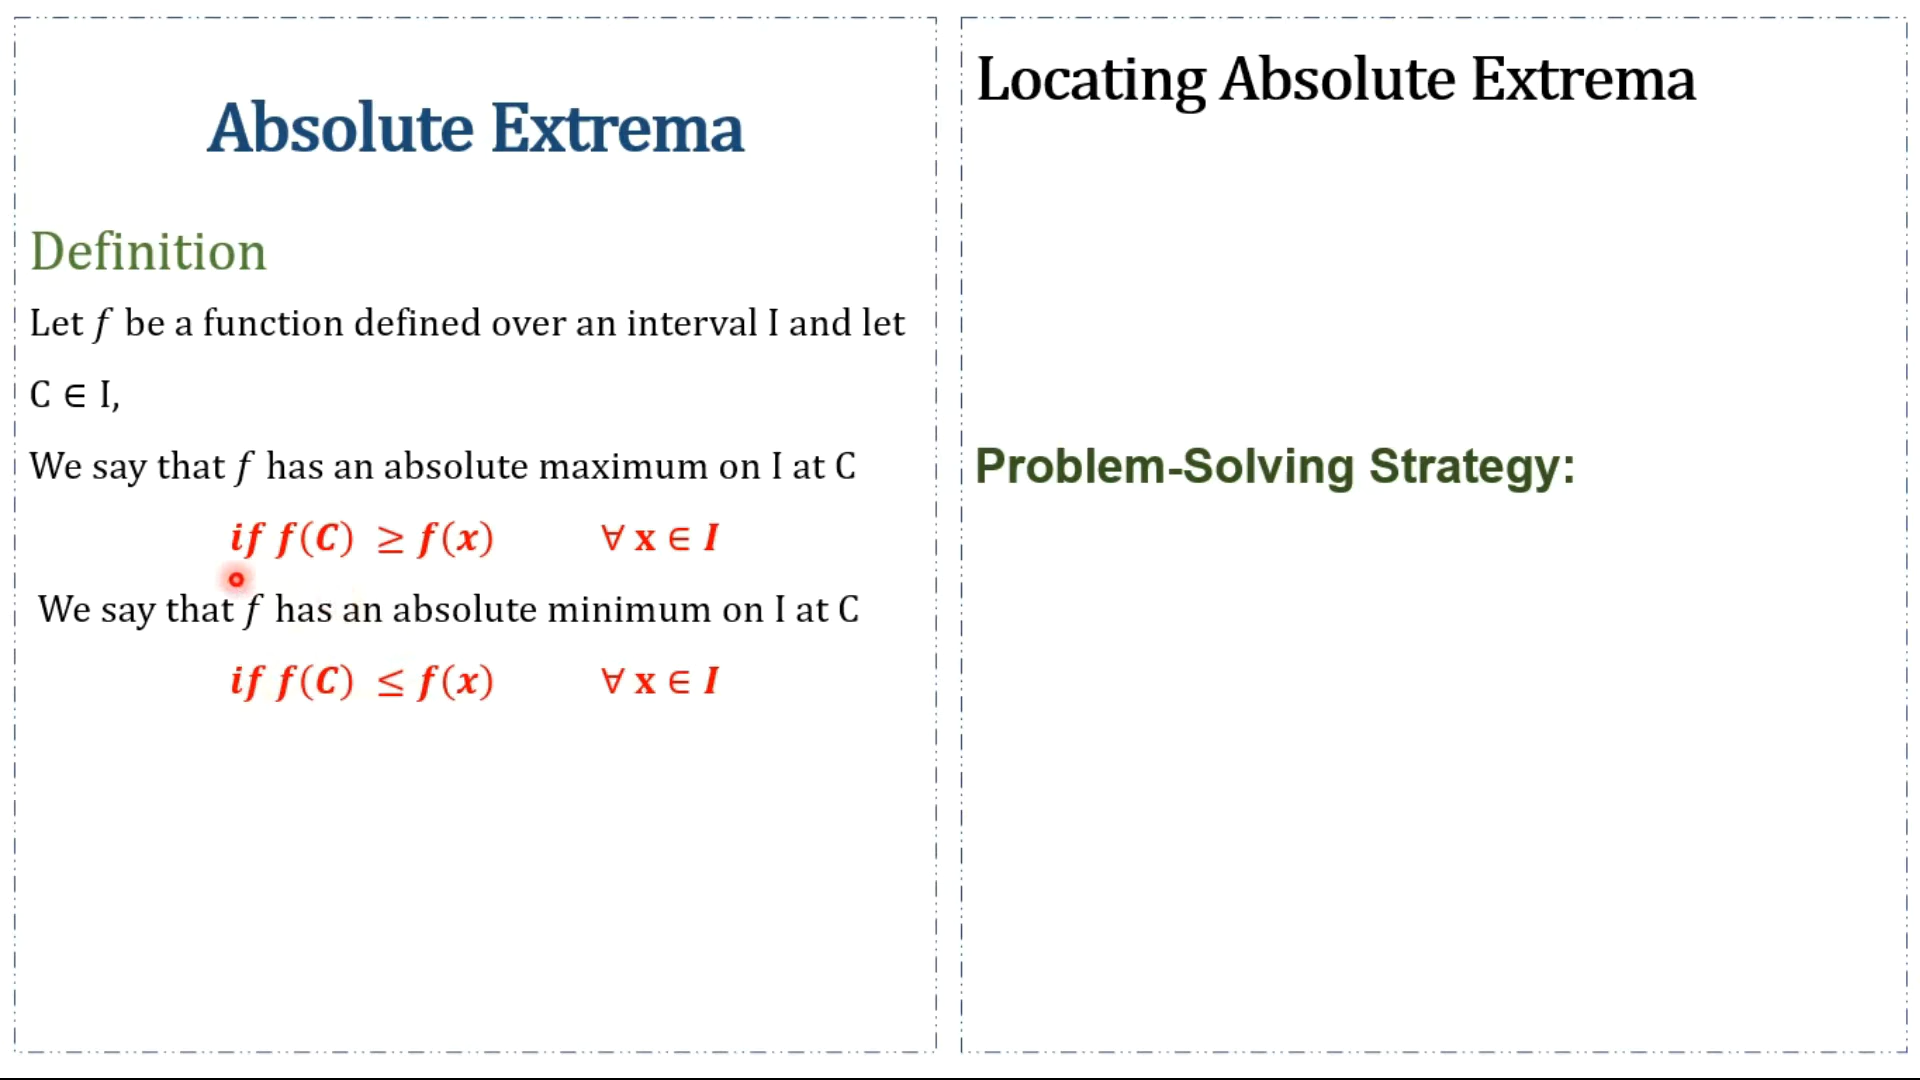 Absolute Extrema
Definition
Let f be a function defined over an interval I and let
C ∈ I,
We say that f has an absolute maximum on I at C
if f(C) ≥ f(x) ∀ x ∈ I
We say that f has an absolute minimum on I at C
if f(C) ≤ f(x) ∀ x ∈ I
Locating Absolute Extrema
Problem-Solving Strategy: